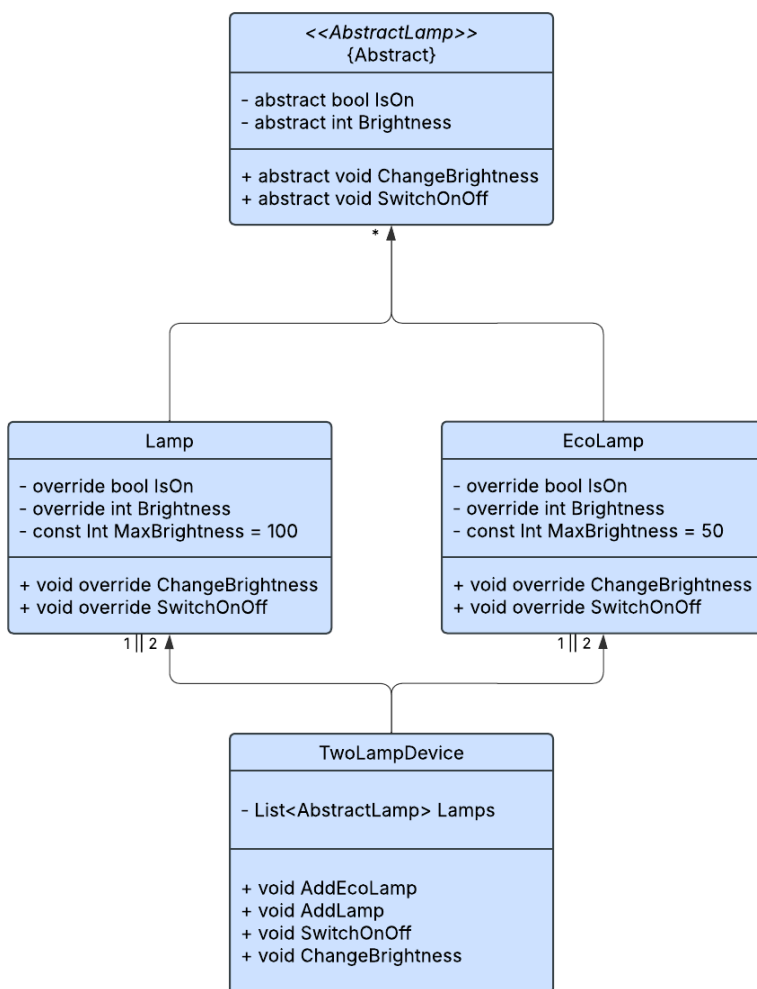 <<AbstractLamp>>
{Abstract}
- abstract bool IsOn
- abstract int Brightness
+ abstract void ChangeBrightness
+ abstract void SwitchOnOff
*
Lamp
- override bool IsOn
- override int Brightness
- const Int MaxBrightness = 100
+ void override ChangeBrightness
+ void override SwitchOnOff
1 || 2
EcoLamp
- override bool IsOn
- override int Brightness
- const Int MaxBrightness = 50
+ void override ChangeBrightness
+ void override SwitchOnOff
1 || 2
TwoLampDevice
- List<AbstractLamp> Lamps
+ void AddEcoLamp
+ void AddLamp
+ void SwitchOnOff
+ void ChangeBrightness